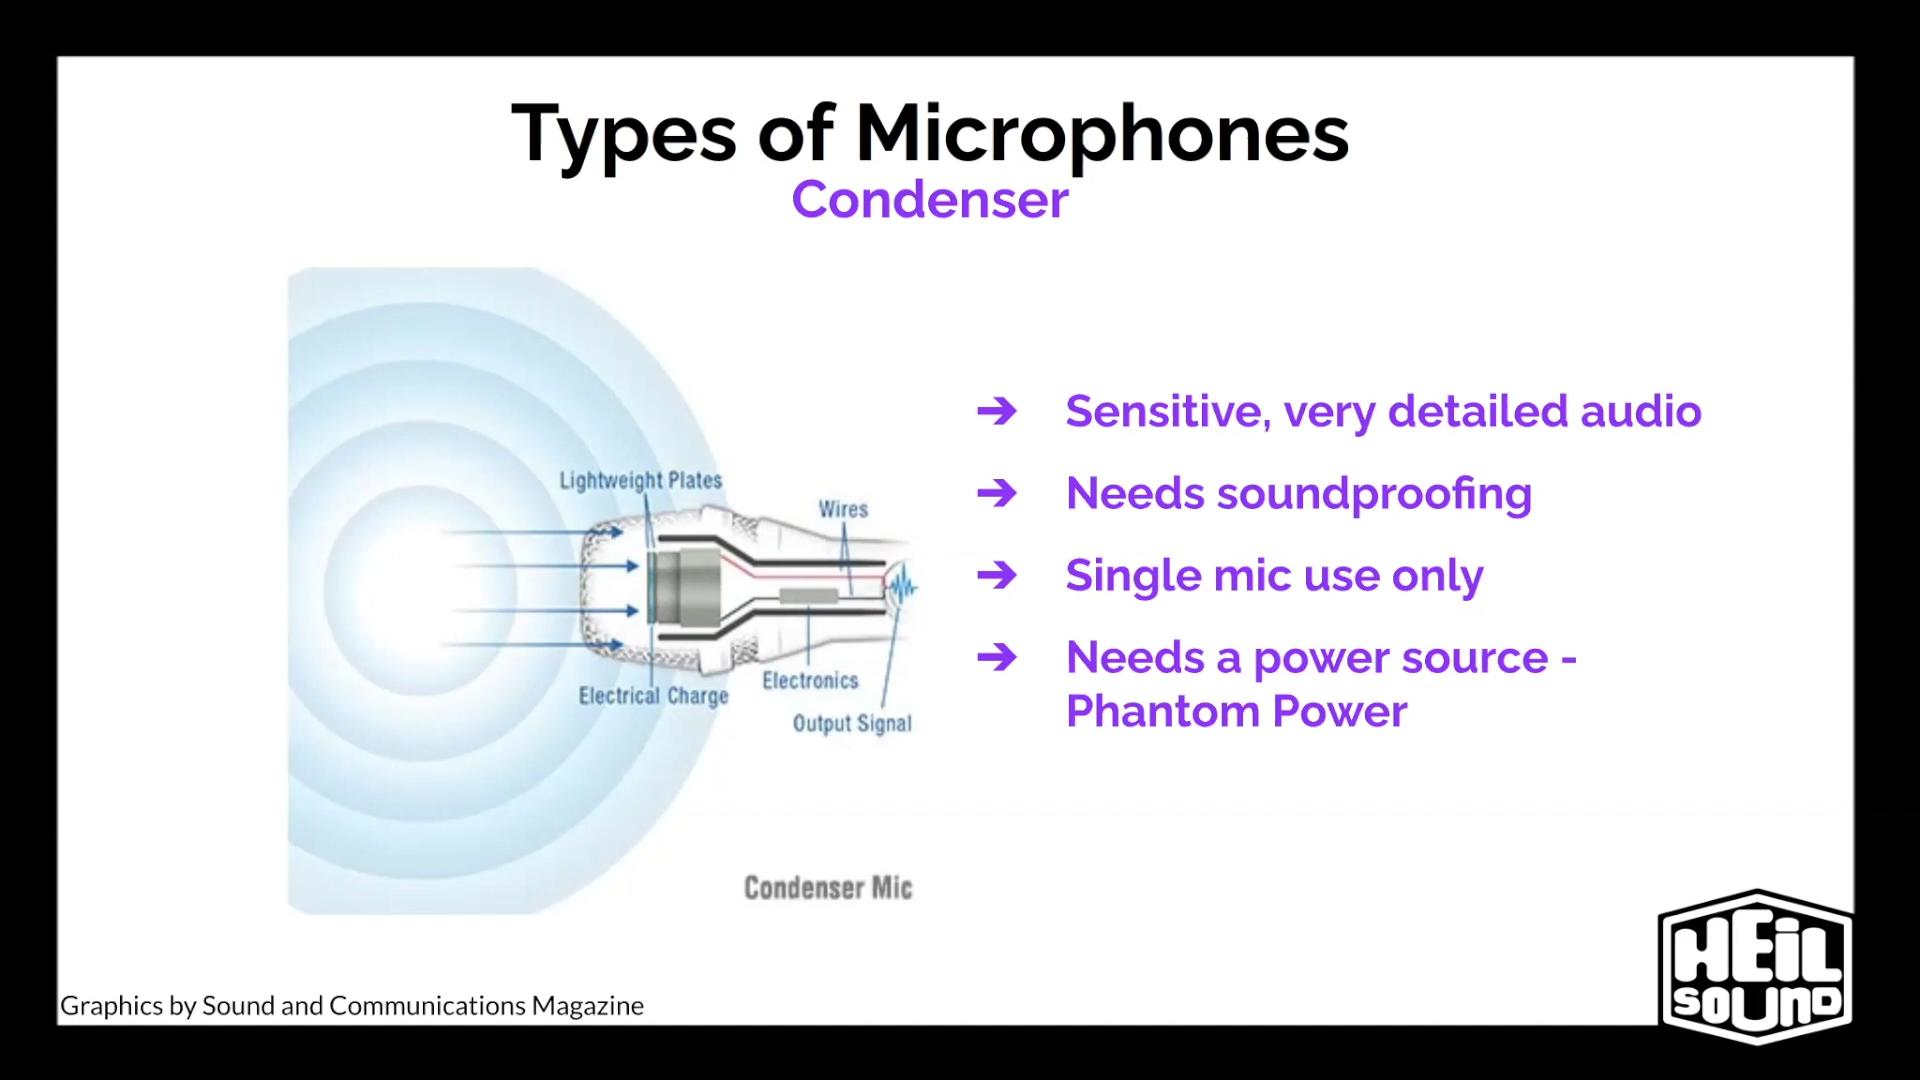 Types of Microphones
Condenser
Lightweight Plates
Wires
Electrical Charge
Electronics
Output Signal
Condenser Mic
➔ Sensitive, very detailed audio
➔ Needs soundproofing
➔ Single mic use only
➔ Needs a power source -
Phantom Power
Graphics by Sound and Communications Magazine
HEiL
SOUND